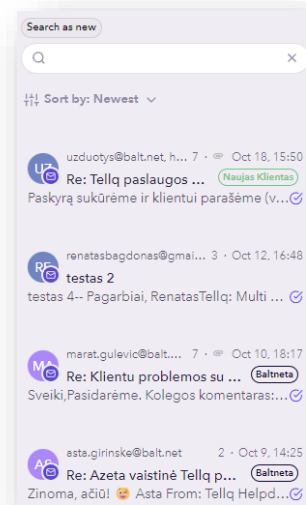 Search as new
Sort by: Newest
UZ uzduotys@balt.net, h... 7 · Oct 18, 15:50
Re: Tellq paslaugos ... Naujas Klientas
Paskyrą sukūrėme ir klientui parašėme (v...
RE renatasbagdonas@gmai... 3 · Oct 12, 16:48
testas 2
testas 4-- Pagarbiai, RenatasTellq: Multi ...
MA marat.gulevic@balt.... 7 · Oct 10, 18:17
Re: Klientu problemos su ... Baltneta
Sveiki,Pasidarėme. Kolegos komentaras:...
AS asta.girinske@balt.net 2 · Oct 9, 14:25
Re: Azeta vaistinė Tellq p... Baltneta
Zinoma, ačiū! 😄 Asta From: Tellq Helpd...